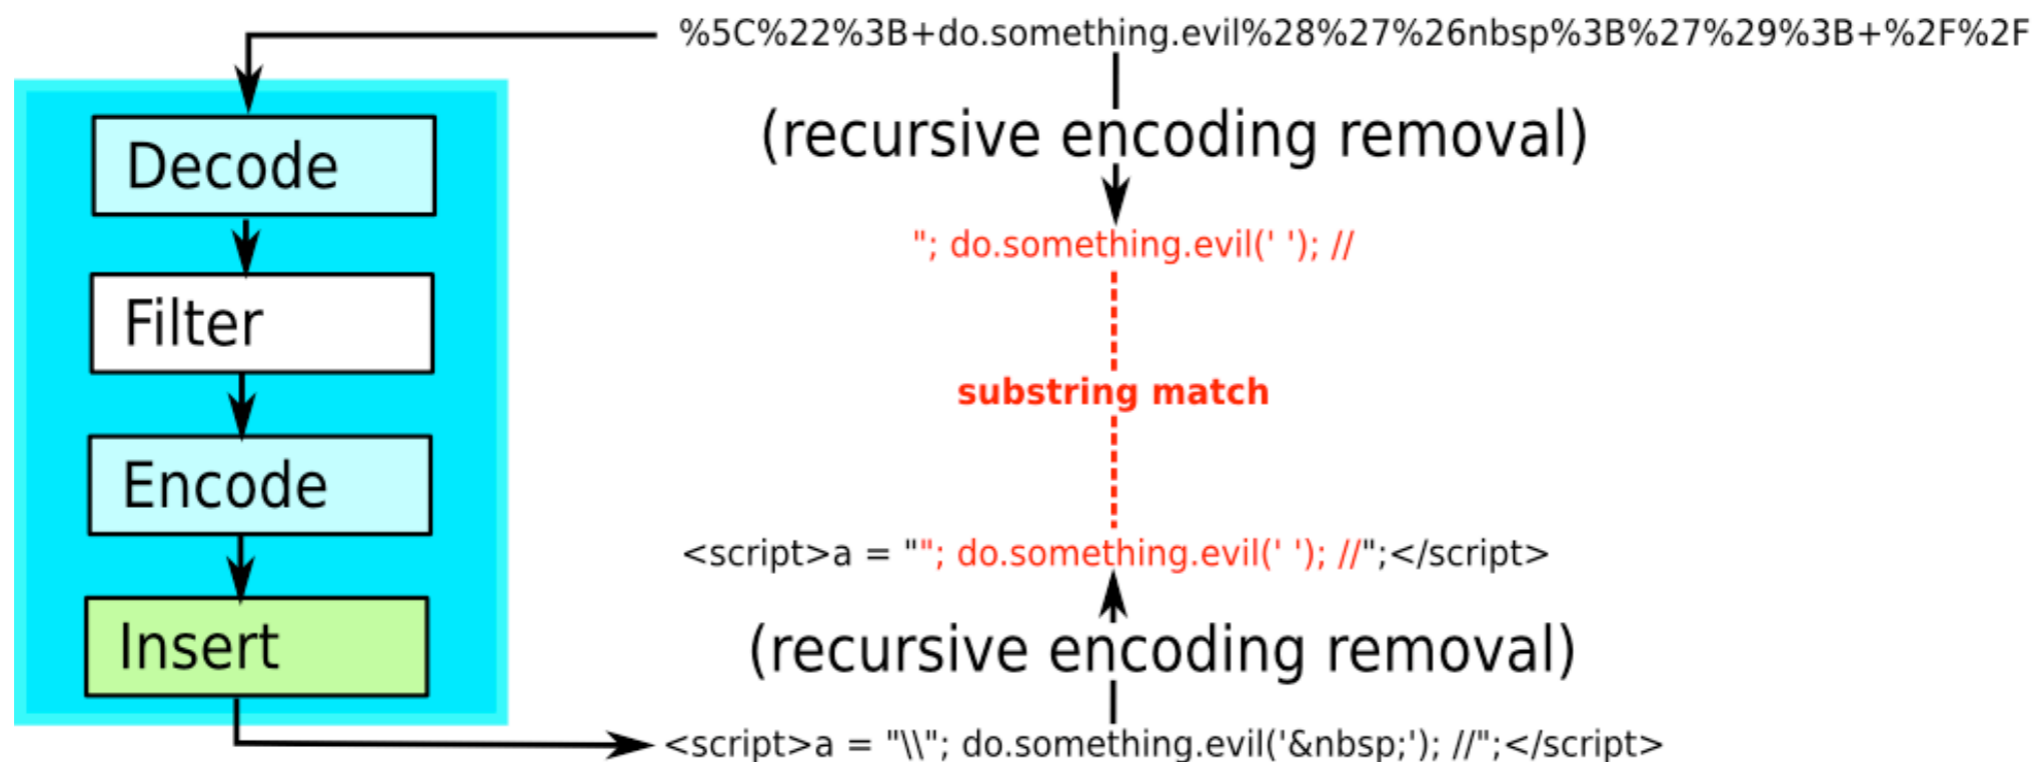 %5C%22%3B+do.something.evil%28%27%26nbsp%3B%27%29%3B+%2F%2F
(recursive encoding removal)
Decode
"; do.something.evil(' '); //
Filter
substring match
Encode
<script>a = ""; do.something.evil(' '); //";</script>
(recursive encoding removal)
Insert
<script>a = "\\"; do.something.evil('&nbsp;'); //";</script>